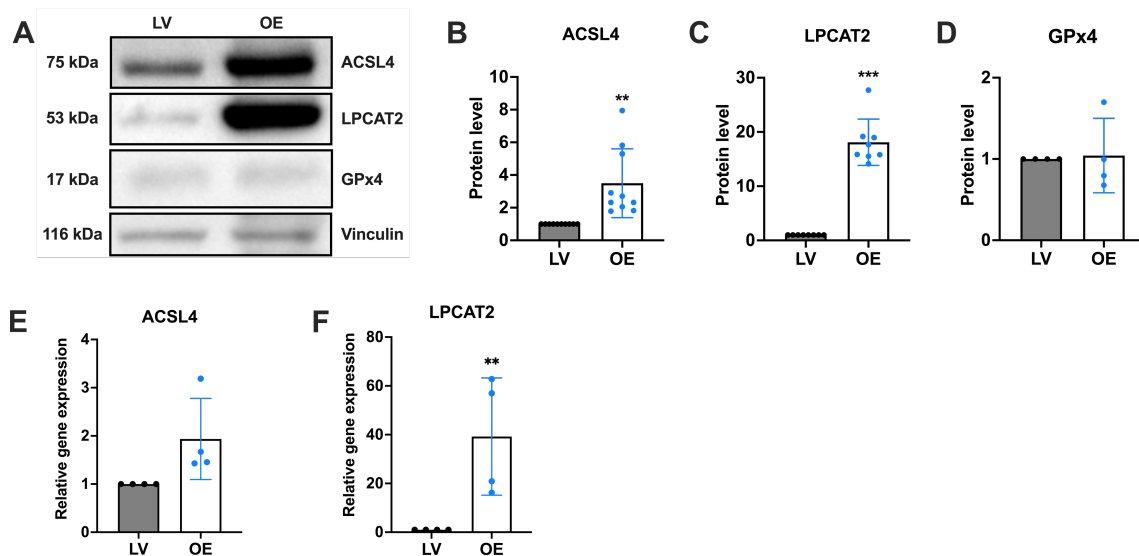 A
LV OE
75 kDa ACSL4
53 kDa LPCAT2
17 kDa GPx4
116 kDa Vinculin
B
ACSL4
Protein level
10
8
6
4
2
0
**
LV OE
C
LPCAT2
Protein level
30
20
10
0
***
LV OE
D
GPx4
Protein level
2
1
0
LV OE
E
ACSL4
Relative gene expression
4
3
2
1
0
LV OE
F
LPCAT2
Relative gene expression
80
60
40
20
0
**
LV OE